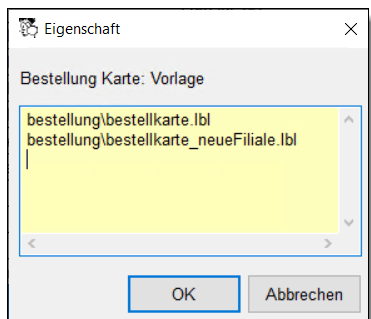 Eigenschaft
Bestellung Karte: Vorlage
bestellung\bestellkarte.lbl
bestellung\bestellkarte_neueFiliale.lbl
OK
Abbrechen